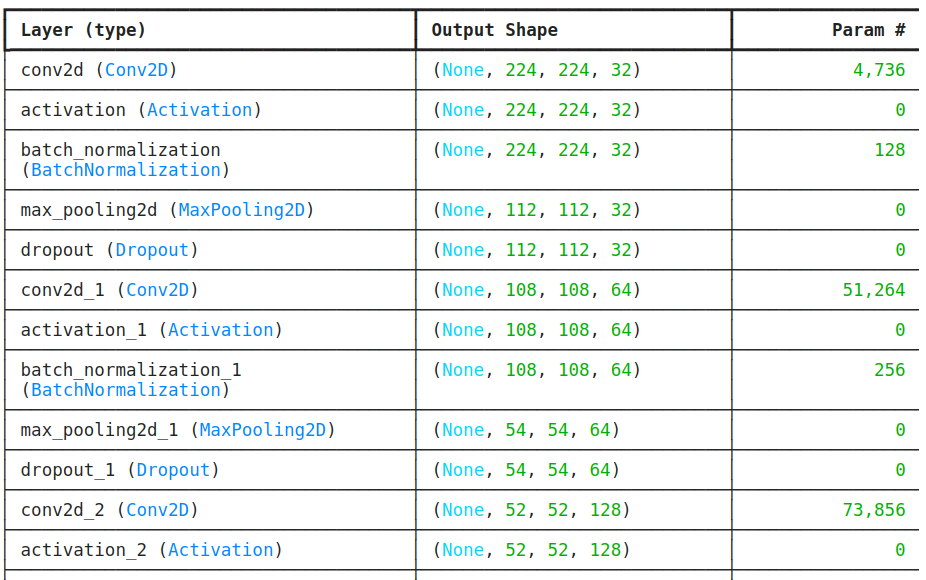 Layer (type) Output Shape Param #
conv2d (Conv2D) (None, 224, 224, 32) 4,736
activation (Activation) (None, 224, 224, 32) 0
batch_normalization (None, 224, 224, 32) 128
(BatchNormalization)
max_pooling2d (MaxPooling2D) (None, 112, 112, 32) 0
dropout (Dropout) (None, 112, 112, 32) 0
conv2d_1 (Conv2D) (None, 108, 108, 64) 51,264
activation_1 (Activation) (None, 108, 108, 64) 0
batch_normalization_1 (None, 108, 108, 64) 256
(BatchNormalization)
max_pooling2d_1 (MaxPooling2D) (None, 54, 54, 64) 0
dropout_1 (Dropout) (None, 54, 54, 64) 0
conv2d_2 (Conv2D) (None, 52, 52, 128) 73,856
activation_2 (Activation) (None, 52, 52, 128) 0